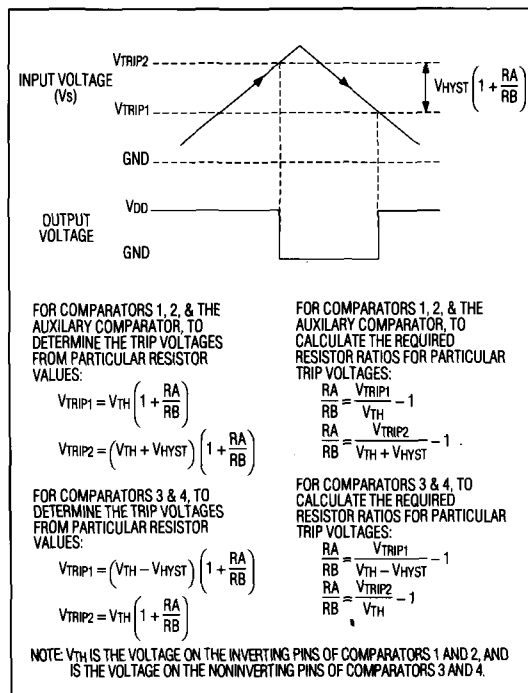 VTRIP2
INPUT VOLTAGE
(Vs)
VHYST (1 + RA/RB)
VTRIP1
GND
VDD
OUTPUT
VOLTAGE
GND
FOR COMPARATORS 1, 2, & THE
AUXILARY COMPARATOR, TO
DETERMINE THE TRIP VOLTAGES
FROM PARTICULAR RESISTOR
VALUES:
VTRIP1 = VTH (1 + RA/RB)
VTRIP2 = (VTH + VHYST) (1 + RA/RB)
FOR COMPARATORS 3 & 4, TO
DETERMINE THE TRIP VOLTAGES
FROM PARTICULAR RESISTOR
VALUES:
VTRIP1 = (VTH – VHYST) (1 + RA/RB)
VTRIP2 = VTH (1 + RA/RB)
FOR COMPARATORS 1, 2, & THE
AUXILARY COMPARATOR, TO
CALCULATE THE REQUIRED
RESISTOR RATIOS FOR PARTICULAR
TRIP VOLTAGES:
RA/RB = VTRIP1/VTH – 1
RA/RB = VTRIP2/(VTH + VHYST) – 1
FOR COMPARATORS 3 & 4, TO
CALCULATE THE REQUIRED
RESISTOR RATIOS FOR PARTICULAR
TRIP VOLTAGES:
RA/RB = VTRIP1/(VTH – VHYST) – 1
RA/RB = VTRIP2/VTH – 1
NOTE: VTH IS THE VOLTAGE ON THE INVERTING PINS OF COMPARATORS 1 AND 2, AND
IS THE VOLTAGE ON THE NONINVERTING PINS OF COMPARATORS 3 AND 4.